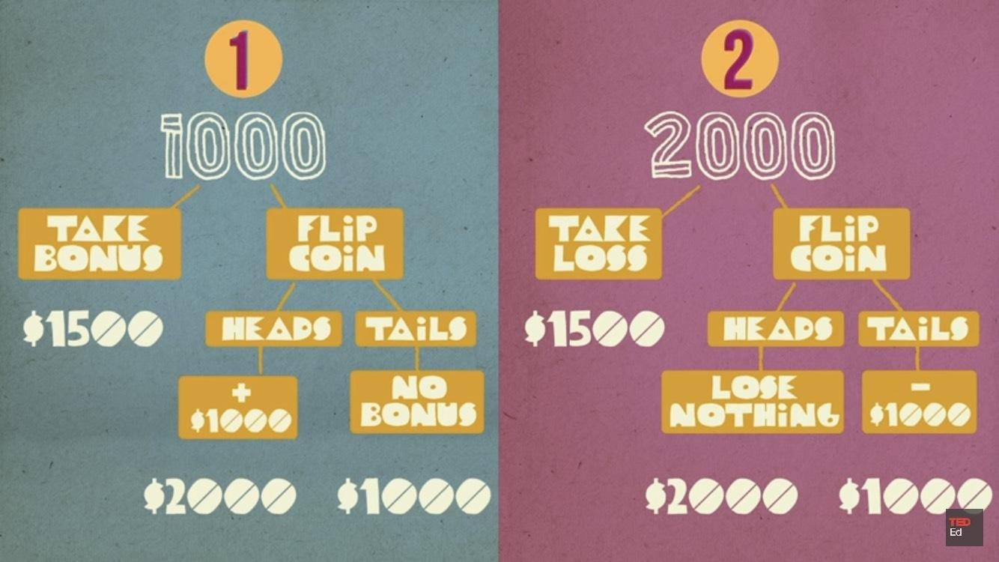 1
1000
TAKE
BONUS
FLiP
COiN
$1500
HEADS
TAiLS
+
$1000
NO
BONUS
$2000
$1000
2
2000
TAKE
LOSS
FLiP
COiN
$1500
HEADS
TAiLS
LOSE
NOTHiNG
-
$1000
$2000
$1000
TED
Ed